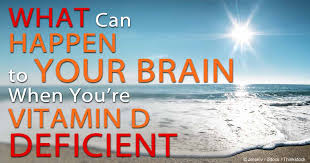 WHAT Can
HAPPEN
to YOUR BRAIN
When You're
VITAMIN D
DEFICIENT